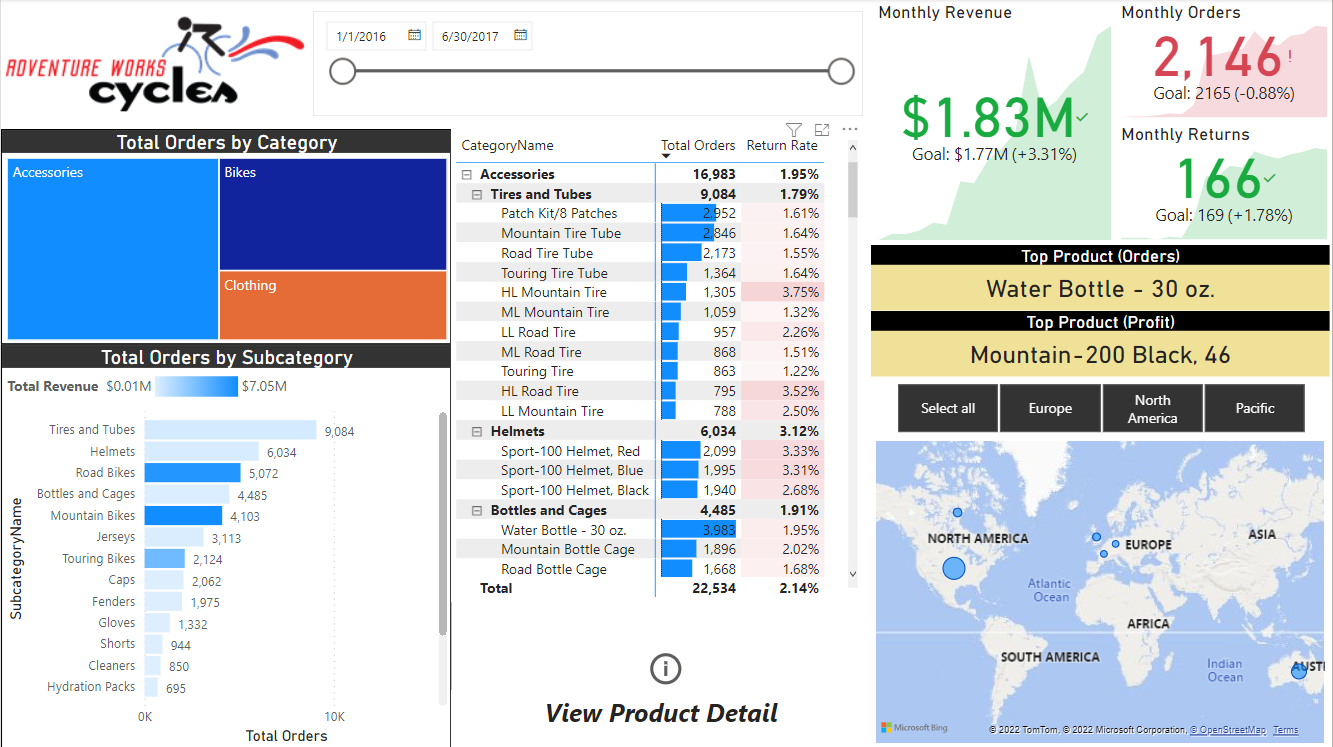 ADVENTURE WORKS
cycles
1/1/2016
6/30/2017
Monthly Revenue
$1.83M
Goal: $1.77M (+3.31%)
Monthly Orders
2,146!
Goal: 2165 (-0.88%)
Monthly Returns
166
Goal: 169 (+1.78%)
Total Orders by Category
Accessories
Bikes
Clothing
Total Orders by Subcategory
Total Revenue $0.01M $7.05M
SubcategoryName
Tires and Tubes 9,084
Helmets 6,034
Road Bikes 5,072
Bottles and Cages 4,485
Mountain Bikes 4,103
Jerseys 3,113
Touring Bikes 2,124
Caps 2,062
Fenders 1,975
Gloves 1,332
Shorts 944
Cleaners 850
Hydration Packs 695
0K 10K
Total Orders
CategoryName Total Orders Return Rate
Accessories 16,983 1.95%
Tires and Tubes 9,084 1.79%
Patch Kit/8 Patches 2,952 1.61%
Mountain Tire Tube 2,846 1.64%
Road Tire Tube 2,173 1.55%
Touring Tire Tube 1,364 1.64%
HL Mountain Tire 1,305 3.75%
ML Mountain Tire 1,059 1.32%
LL Road Tire 957 2.26%
ML Road Tire 868 1.51%
Touring Tire 863 1.22%
HL Road Tire 795 3.52%
LL Mountain Tire 788 2.50%
Helmets 6,034 3.12%
Sport-100 Helmet, Red 2,099 3.33%
Sport-100 Helmet, Blue 1,995 3.31%
Sport-100 Helmet, Black 1,940 2.68%
Bottles and Cages 4,485 1.91%
Water Bottle - 30 oz. 3,983 1.95%
Mountain Bottle Cage 1,896 2.02%
Road Bottle Cage 1,668 1.68%
Total 22,534 2.14%
View Product Detail
Top Product (Orders)
Water Bottle - 30 oz.
Top Product (Profit)
Mountain-200 Black, 46
Select all
Europe
North
America
Pacific
NORTH AMERICA
EUROPE
ASIA
Atlantic
Ocean
AFRICA
SOUTH AMERICA
Indian
Ocean
AUST
Microsoft Bing
© 2022 TomTom, © 2022 Microsoft Corporation, © OpenStreetMap Terms